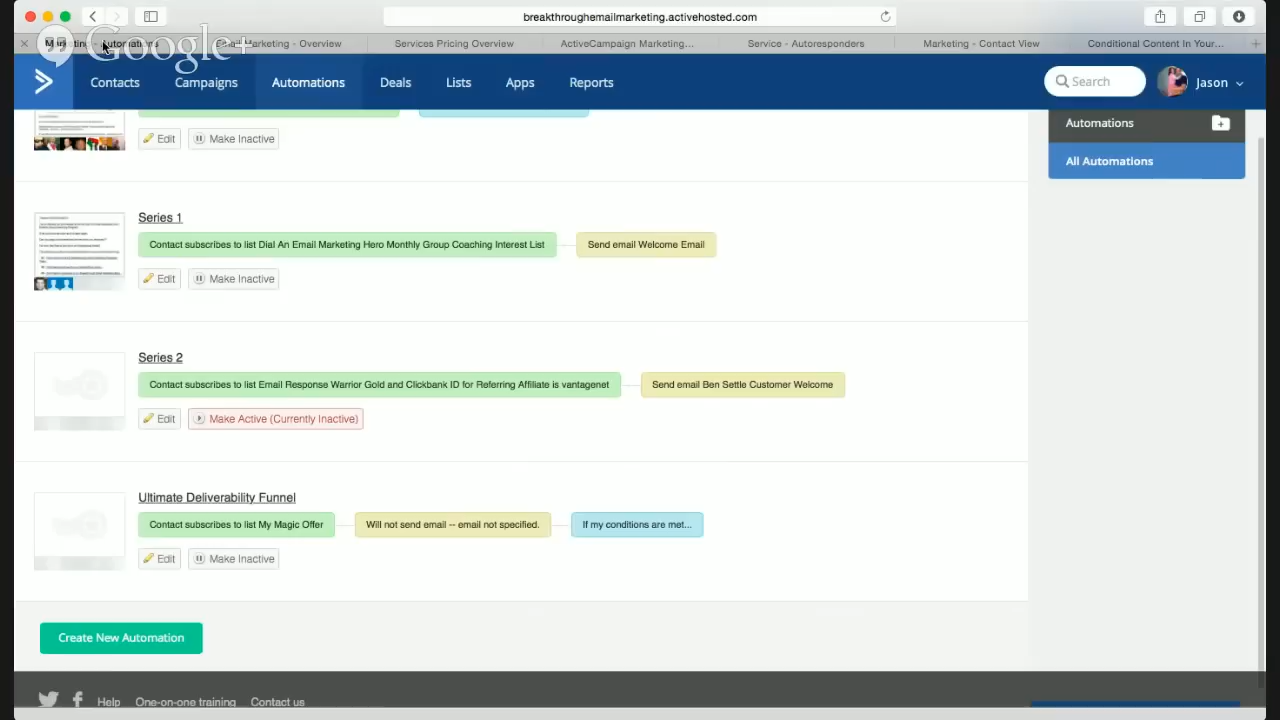 breakthroughemailmarketing.activehosted.com
Google+
Marketing - Automations
Email Marketing - Overview
Services Pricing Overview
ActiveCampaign Marketing...
Service - Autoresponders
Marketing - Contact View
Conditional Content In Your...
Contacts
Campaigns
Automations
Deals
Lists
Apps
Reports
Search
Jason
Edit
Make Inactive
Automations
All Automations
Series 1
Contact subscribes to list Dial An Email Marketing Hero Monthly Group Coaching Interest List
Send email Welcome Email
Edit
Make Inactive
Series 2
Contact subscribes to list Email Response Warrior Gold and Clickbank ID for Referring Affiliate is vantagenet
Send email Ben Settle Customer Welcome
Edit
Make Active (Currently Inactive)
Ultimate Deliverability Funnel
Contact subscribes to list My Magic Offer
Will not send email -- email not specified.
If my conditions are met...
Edit
Make Inactive
Create New Automation
Help
One-on-one training
Contact us